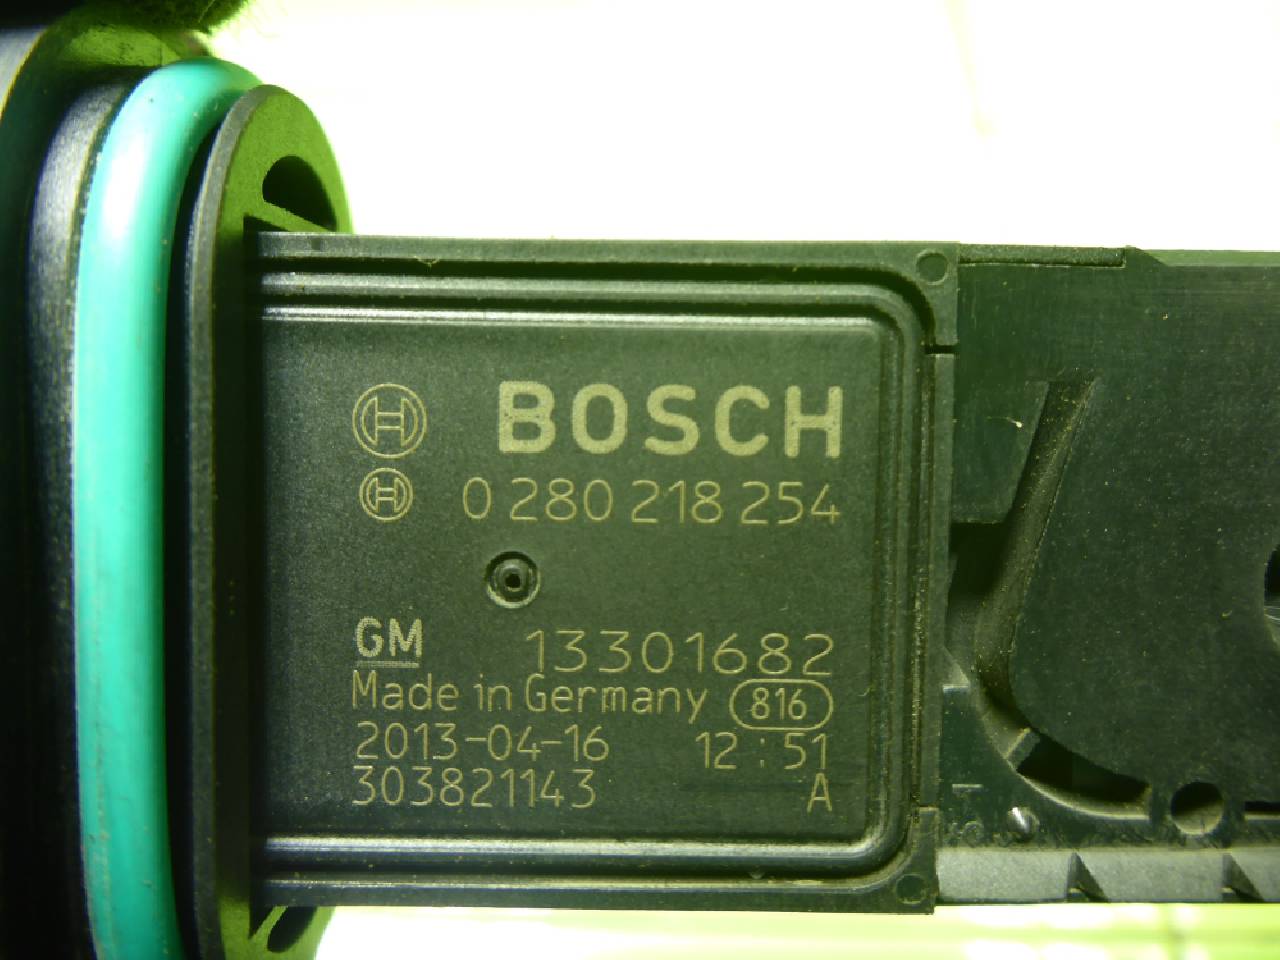 BOSCH
0 280 218 254
GM 13301682
Made in Germany 816
2013-04-16 12:51
303821143 A